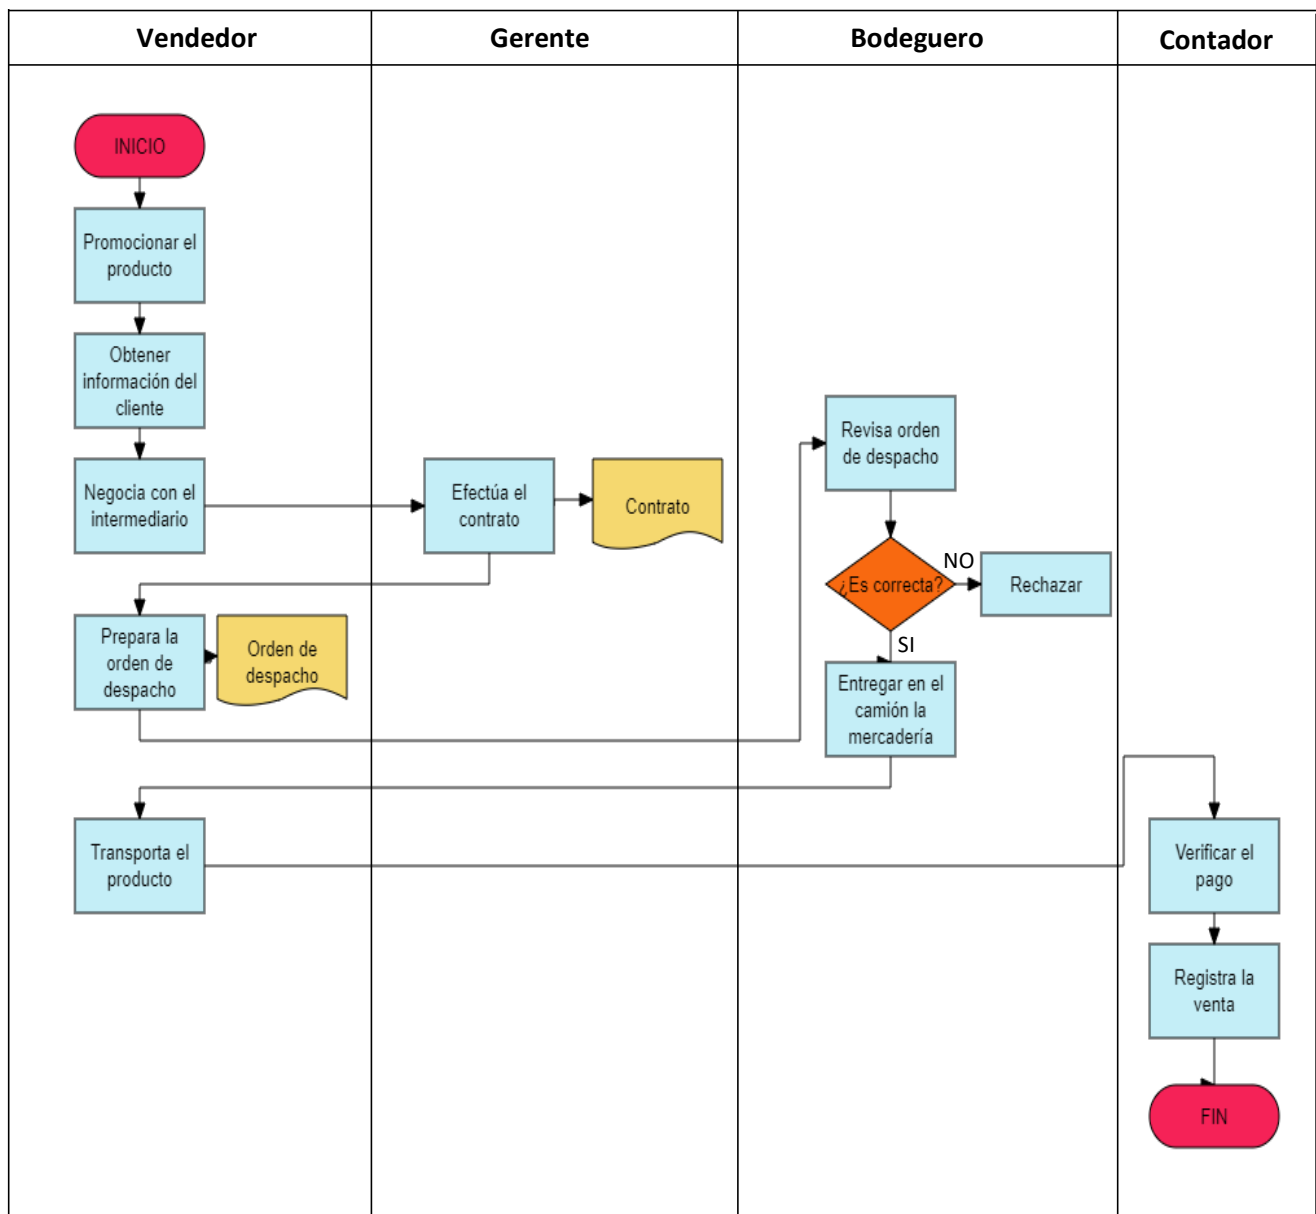 Vendedor
Gerente
Bodeguero
Contador
INICIO
Promocionar el
producto
Obtener
información del
cliente
Negocia con el
intermediario
Efectúa el
contrato
Contrato
Prepara la
orden de
despacho
Orden de
despacho
Revisa orden
de despacho
¿Es correcta?
NO
Rechazar
SI
Entregar en el
camión la
mercadería
Transporta el
producto
Verificar el
pago
Registra la
venta
FIN